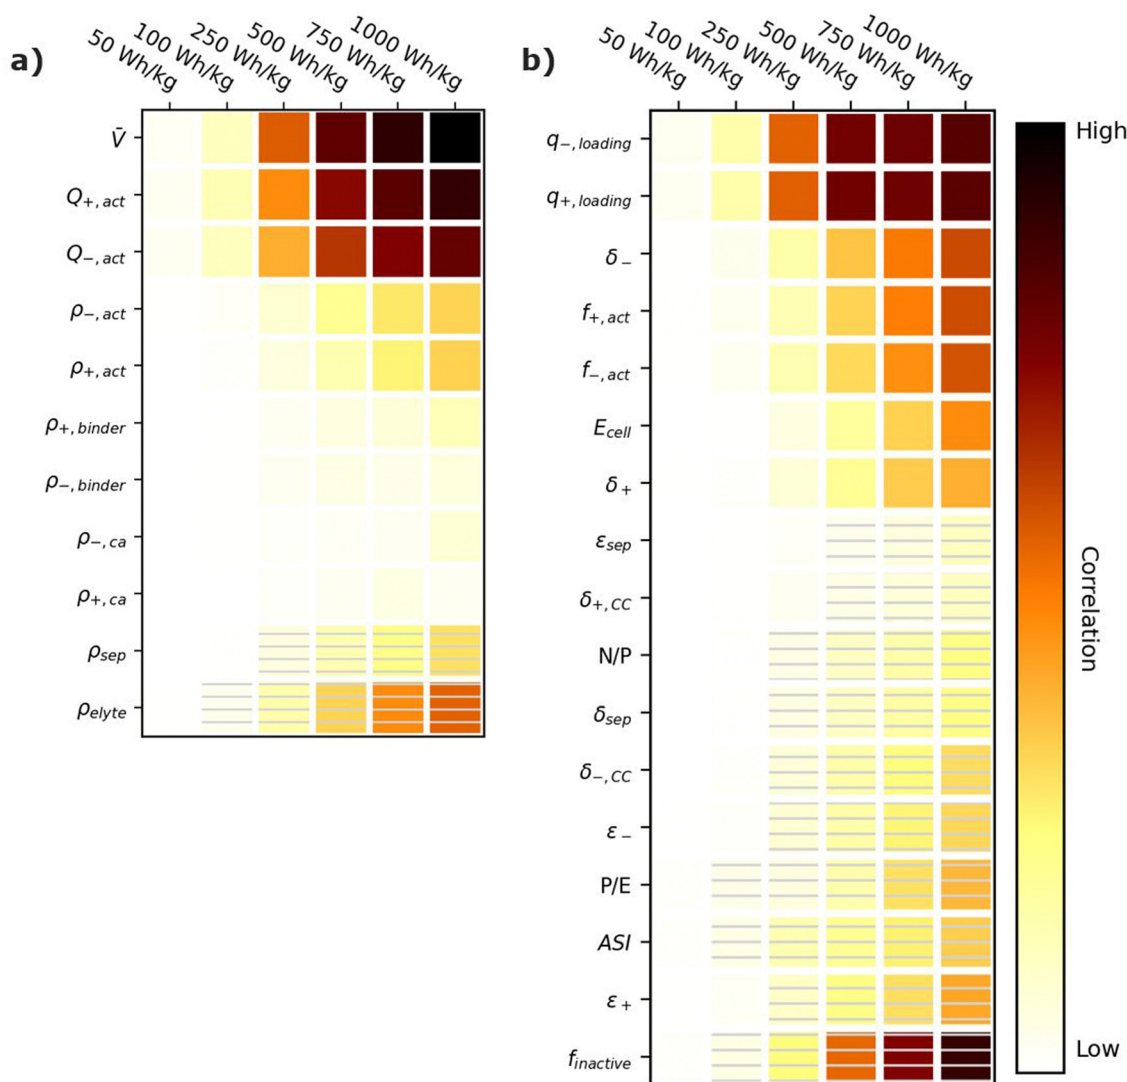 a)
50 Wh/kg
100 Wh/kg
250 Wh/kg
500 Wh/kg
750 Wh/kg
1000 Wh/kg
V̄
Q+, act
Q−, act
ρ−, act
ρ+, act
ρ+, binder
ρ−, binder
ρ−, ca
ρ+, ca
ρsep
ρelyte
b)
50 Wh/kg
100 Wh/kg
250 Wh/kg
500 Wh/kg
750 Wh/kg
1000 Wh/kg
q−, loading
q+, loading
δ−
f+, act
f−, act
Ecell
δ+
εsep
δ+, CC
N/P
δsep
δ−, CC
ε−
P/E
ASI
ε+
finactive
High
Correlation
Low